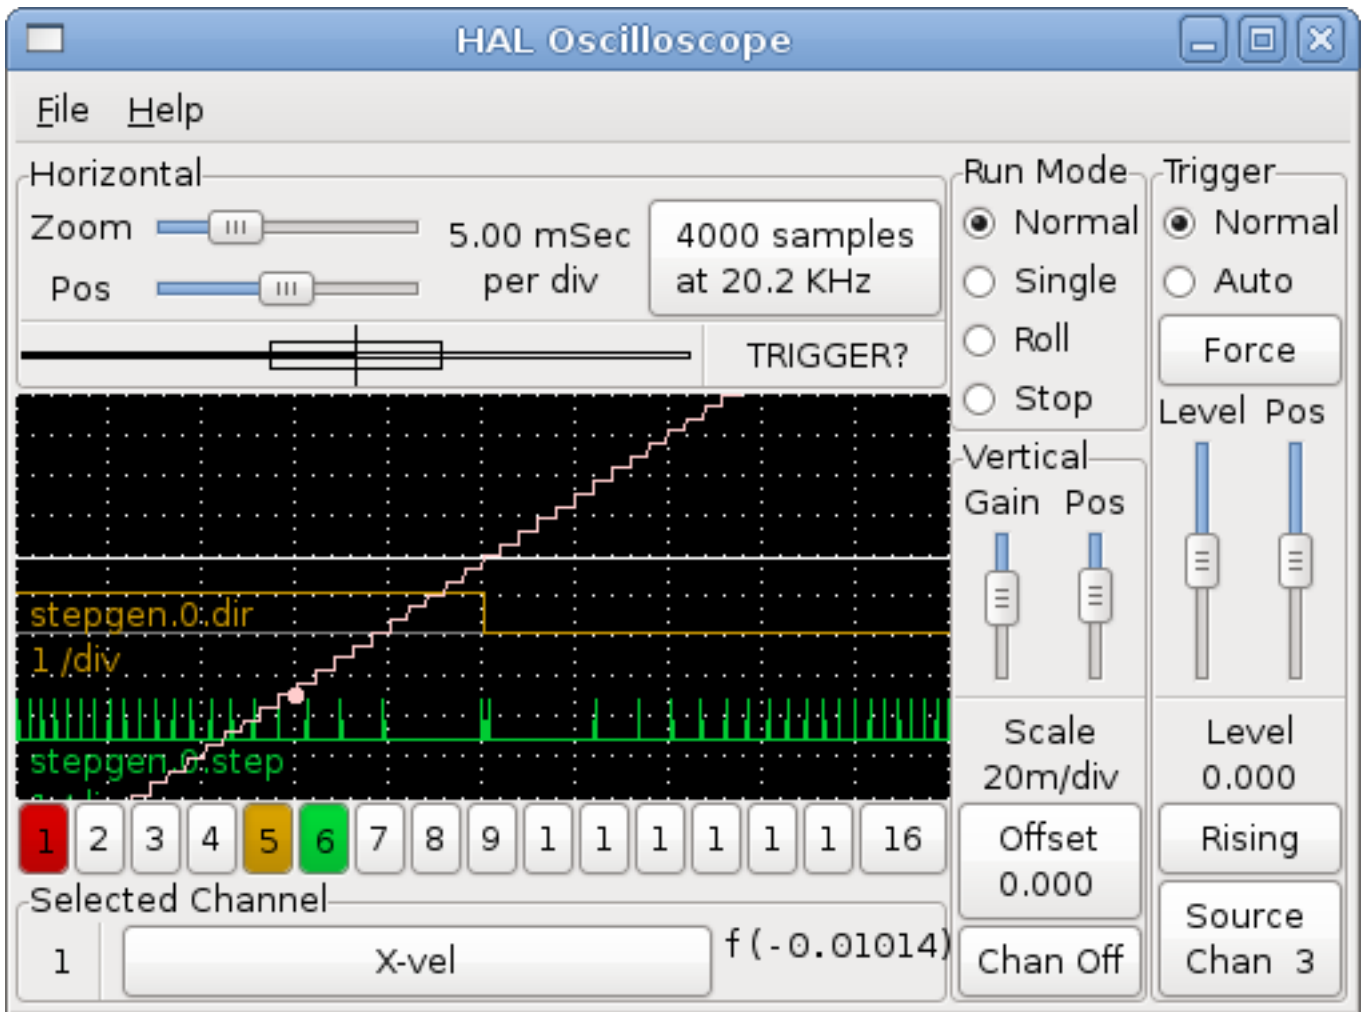 HAL Oscilloscope
File Help
Horizontal
Zoom
Pos
5.00 mSec
per div
4000 samples
at 20.2 KHz
TRIGGER?
Run Mode
Normal
Single
Roll
Stop
Trigger
Normal
Auto
Force
Level Pos
Vertical
Gain Pos
stepgen.0.dir
1 /div
stepgen.0.step
Scale
20m/div
Level
0.000
Offset
0.000
Rising
Chan Off
Source
Chan 3
1 2 3 4 5 6 7 8 9 1 1 1 1 1 1 16
Selected Channel
1 X-vel f(-0.01014)